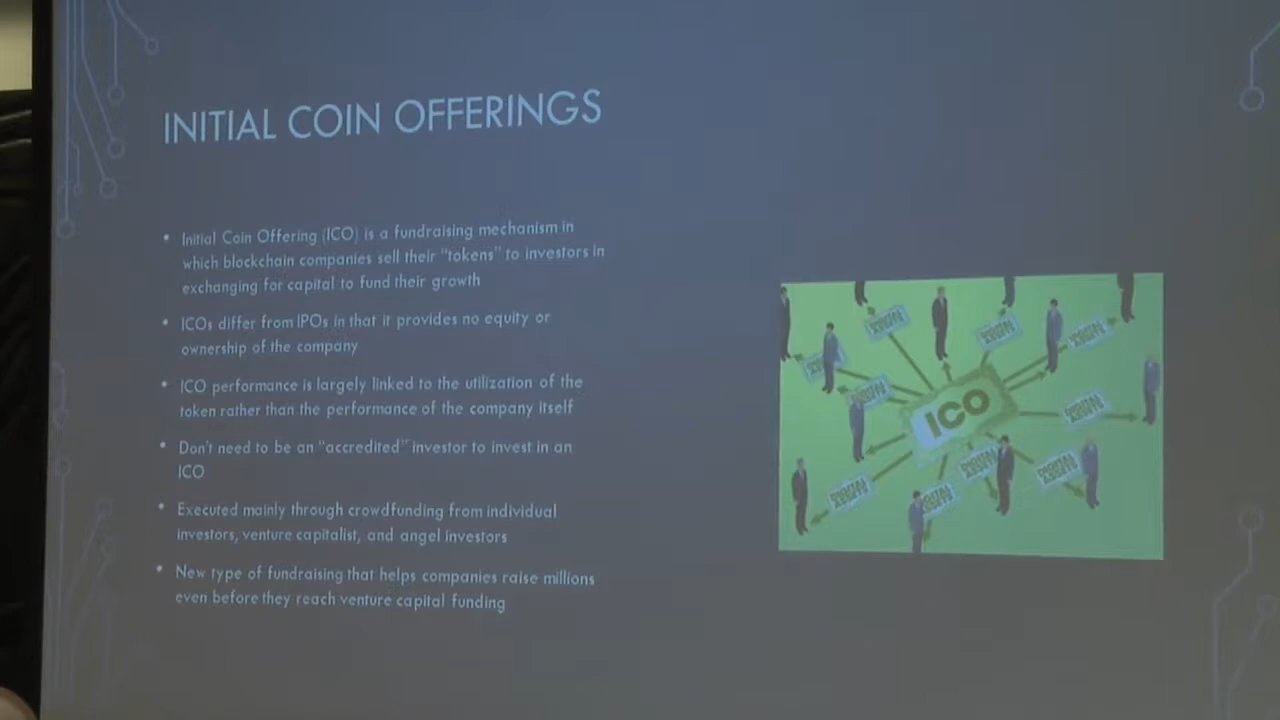 INITIAL COIN OFFERINGS
• Initial Coin Offering (ICO) is a fundraising mechanism in
which blockchain companies sell their "tokens" to investors in
exchanging for capital to fund their growth
• ICOs differ from IPOs in that it provides no equity or
ownership of the company
• ICO performance is largely linked to the utilization of the
token rather than the performance of the company itself
• Don't need to be an "accredited" investor to invest in an
ICO
• Executed mainly through crowdfunding from individual
investors, venture capitalist, and angel investors
• New type of fundraising that helps companies raise millions
even before they reach venture capital funding
ICO